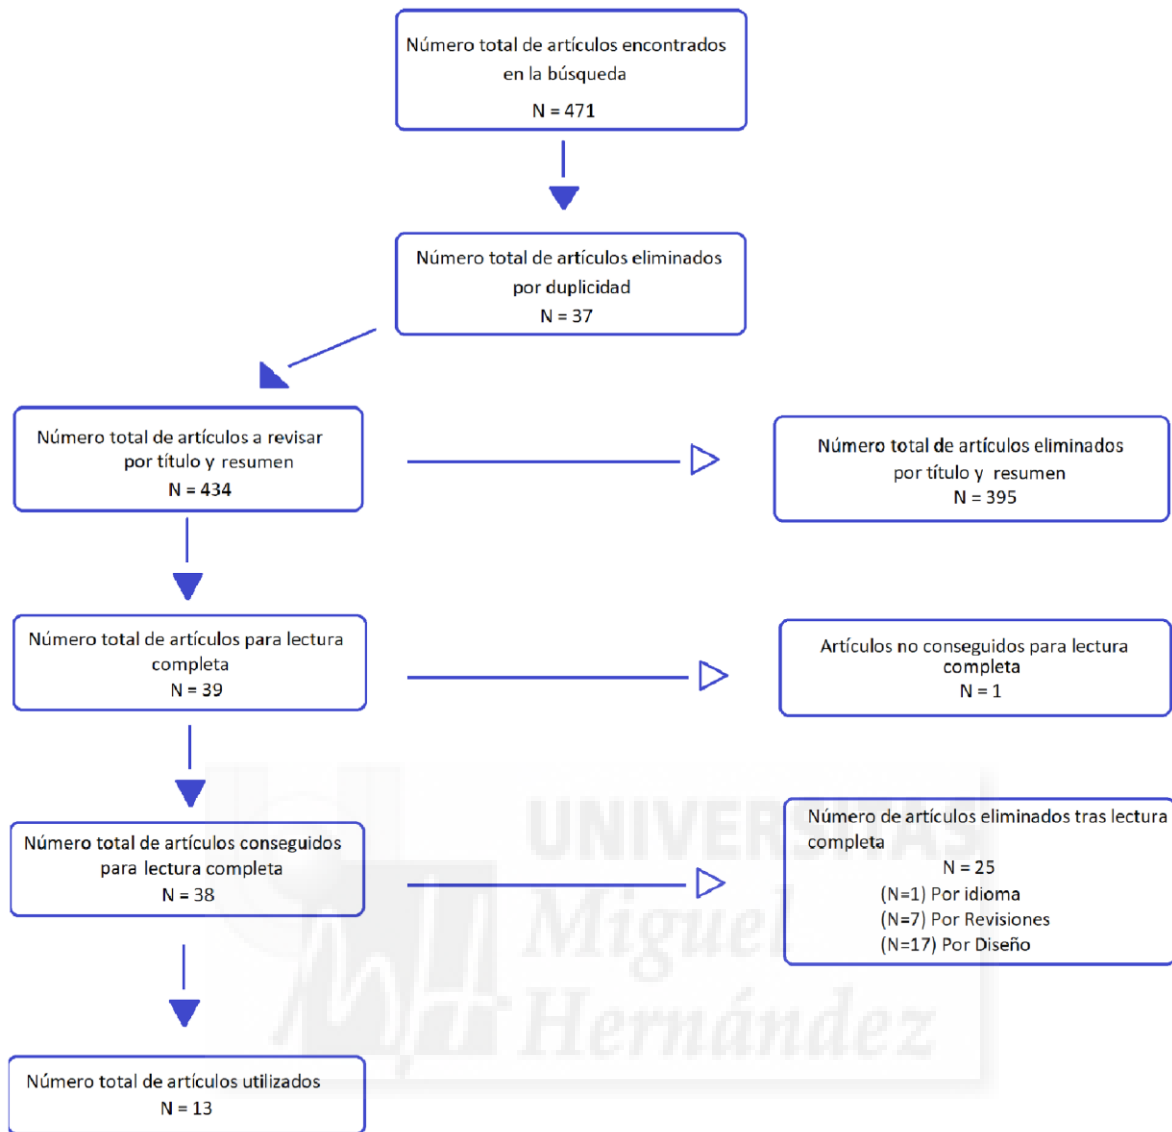 Número total de artículos encontrados
en la búsqueda
N = 471
Número total de artículos eliminados
por duplicidad
N = 37
Número total de artículos a revisar
por título y resumen
N = 434
Número total de artículos eliminados
por título y resumen
N = 395
Número total de artículos para lectura
completa
N = 39
Artículos no conseguidos para lectura
completa
N = 1
Número total de artículos conseguidos
para lectura completa
N = 38
Número de artículos eliminados tras lectura
completa
N = 25
(N=1) Por idioma
(N=7) Por Revisiones
(N=17) Por Diseño
Número total de artículos utilizados
N = 13
UNIVERSITAS
Miguel
Hernández